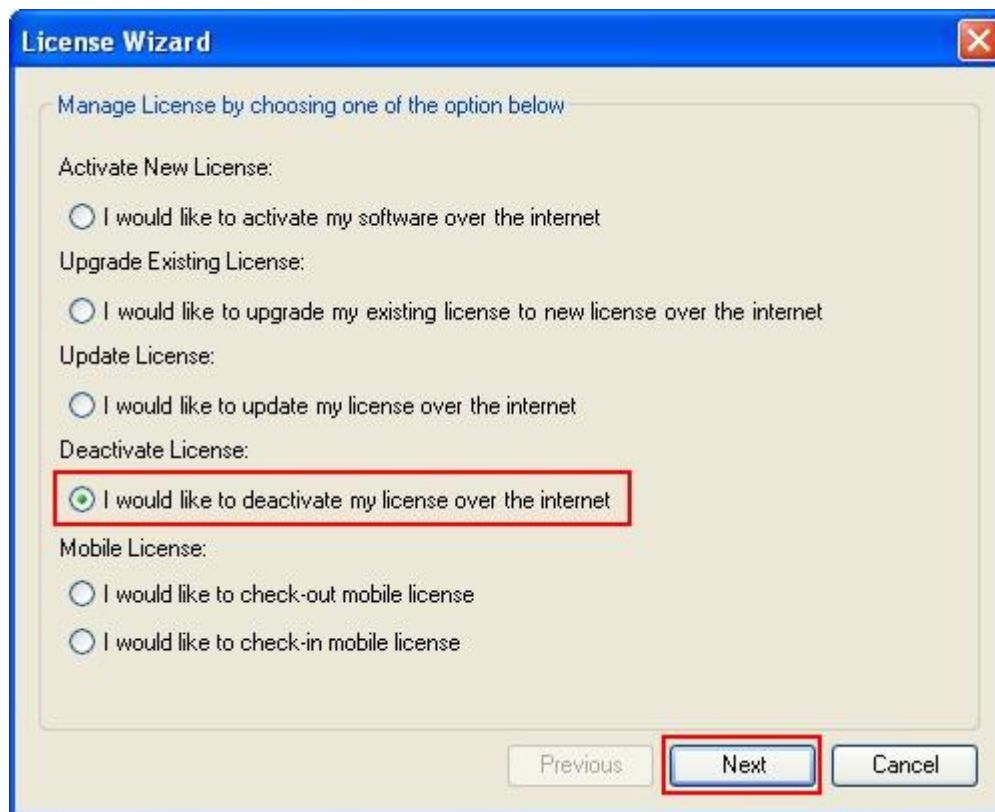 License Wizard
Manage License by choosing one of the option below
Activate New License:
I would like to activate my software over the internet
Upgrade Existing License:
I would like to upgrade my existing license to new license over the internet
Update License:
I would like to update my license over the internet
Deactivate License:
I would like to deactivate my license over the internet
Mobile License:
I would like to check-out mobile license
I would like to check-in mobile license
Previous Next Cancel